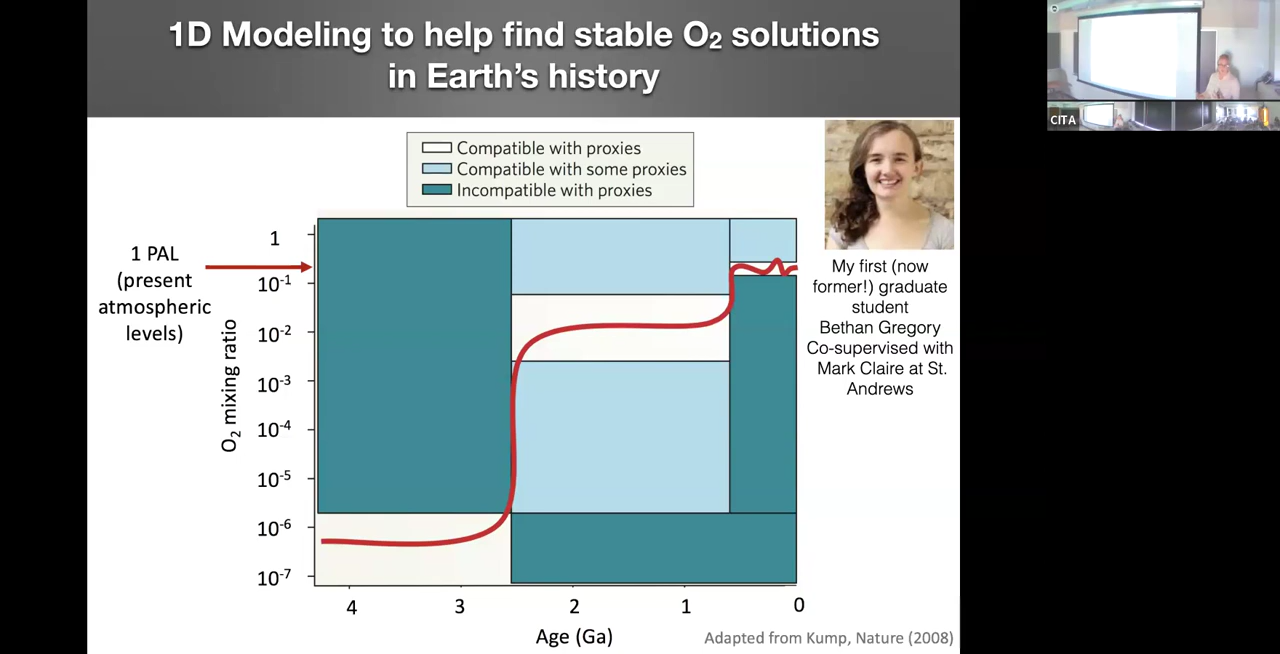 1D Modeling to help find stable O₂ solutions
in Earth's history
Compatible with proxies
Compatible with some proxies
Incompatible with proxies
1 PAL
(present
atmospheric
levels)
O₂ mixing ratio
1
10⁻¹
10⁻²
10⁻³
10⁻⁴
10⁻⁵
10⁻⁶
10⁻⁷
4
3
2
1
0
Age (Ga)
My first (now
former!) graduate
student
Bethan Gregory
Co-supervised with
Mark Claire at St.
Andrews
Adapted from Kump, Nature (2008)
CITA